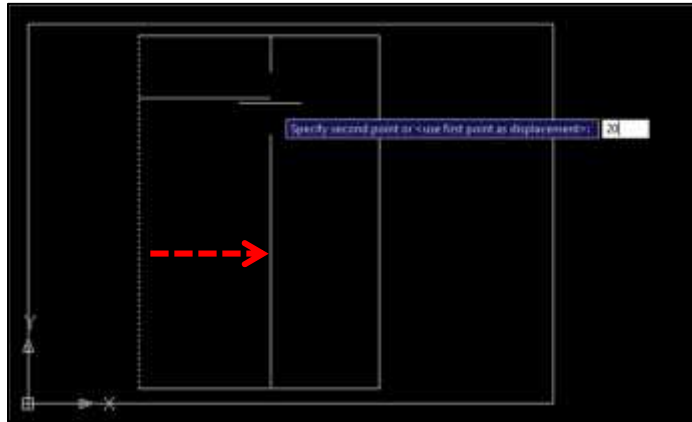 Specify second point or <use first point as displacement>: 20
Y
X